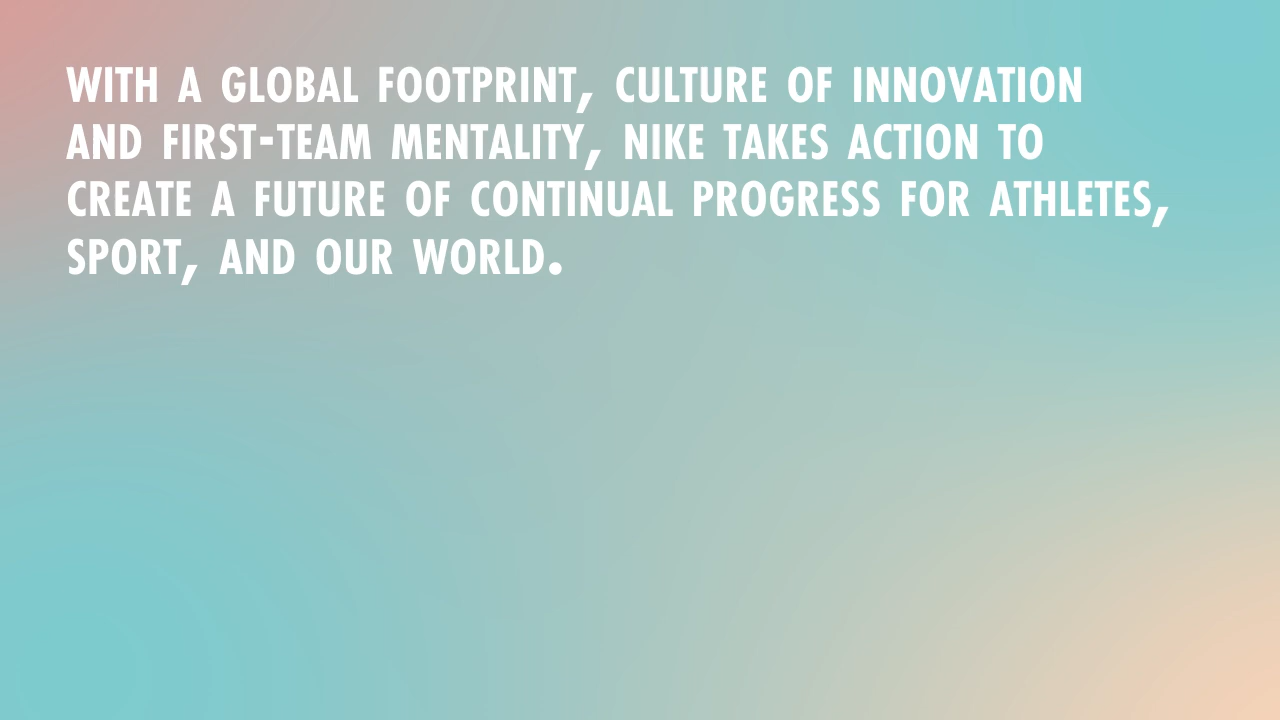 WITH A GLOBAL FOOTPRINT, CULTURE OF INNOVATION
AND FIRST-TEAM MENTALITY, NIKE TAKES ACTION TO
CREATE A FUTURE OF CONTINUAL PROGRESS FOR ATHLETES,
SPORT, AND OUR WORLD.